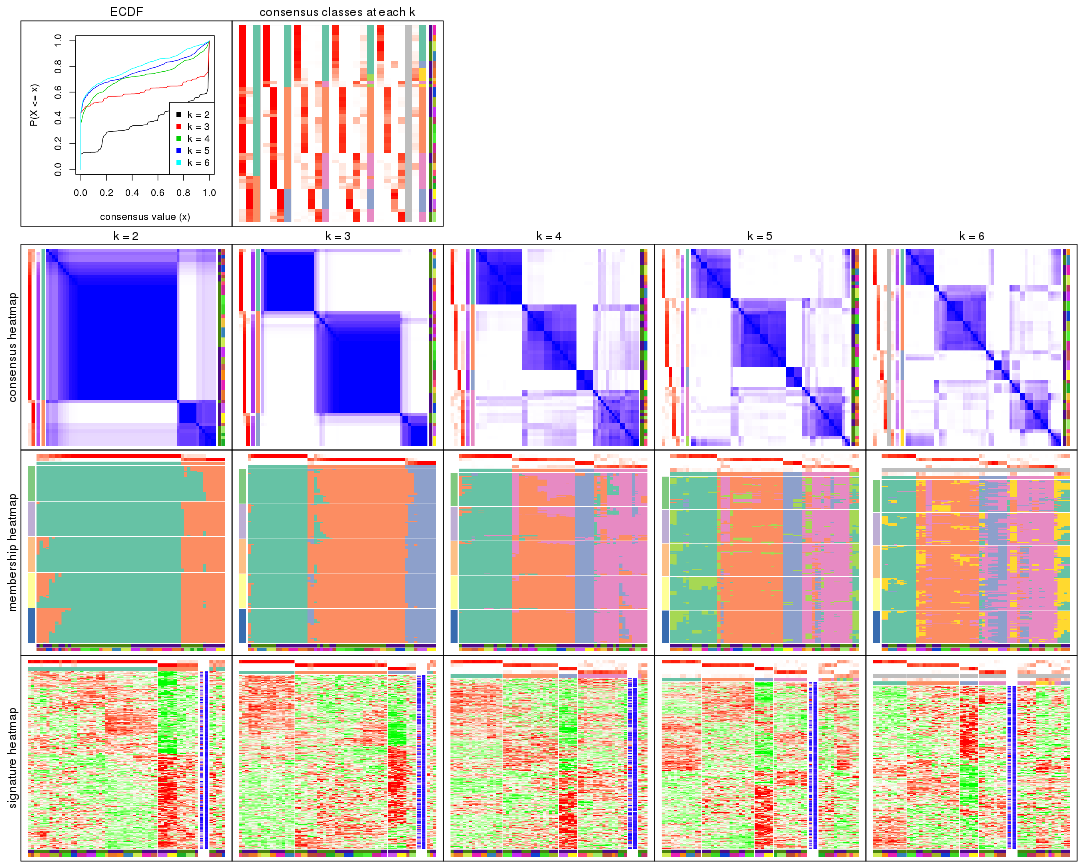 ECDF
consensus classes at each k
P(X <= x)
0.0 0.2 0.4 0.6 0.8 1.0
k = 2
k = 3
k = 4
k = 5
k = 6
0.0 0.2 0.4 0.6 0.8 1.0
consensus value (x)
k = 2
k = 3
k = 4
k = 5
k = 6
consensus heatmap
membership heatmap
signature heatmap